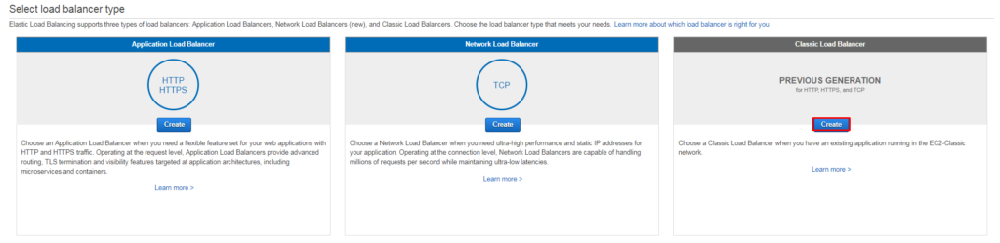 Select load balancer type
Elastic Load Balancing supports three types of load balancers: Application Load Balancers, Network Load Balancers (new), and Classic Load Balancers. Choose the load balancer type that meets your needs. Learn more about which load balancer is right for you
Application Load Balancer
HTTP
HTTPS
Create
Choose an Application Load Balancer when you need a flexible feature set for your web applications with
HTTP and HTTPS traffic. Operating at the request level, Application Load Balancers provide advanced
routing, TLS termination and visibility features targeted at application architectures, including
microservices and containers.
Learn more >
Network Load Balancer
TCP
Create
Choose a Network Load Balancer when you need ultra-high performance and static IP addresses for
your application. Operating at the connection level, Network Load Balancers are capable of handling
millions of requests per second while maintaining ultra-low latencies.
Learn more >
Classic Load Balancer
PREVIOUS GENERATION
for HTTP, HTTPS, and TCP
Create
Choose a Classic Load Balancer when you have an existing application running in the EC2-Classic
network.
Learn more >